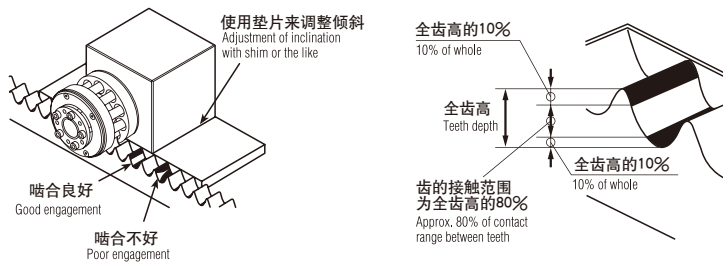 使用垫片来调整倾斜
Adjustment of inclination
with shim or the like
啮合良好
Good engagement
啮合不好
Poor engagement
全齿高的10%
10% of whole
全齿高
Teeth depth
全齿高的10%
10% of whole
齿的接触范围
为全齿高的80%
Approx. 80% of contact
range between teeth